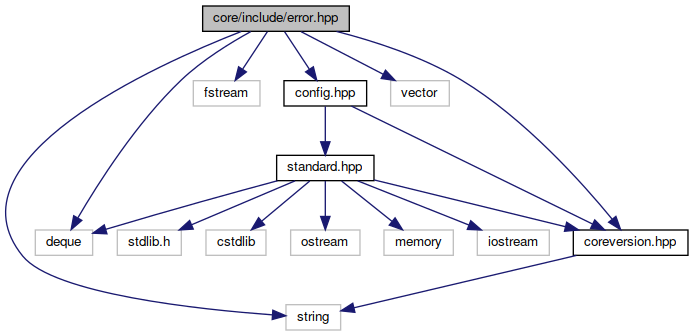 core/include/error.hpp
fstream
config.hpp
vector
standard.hpp
deque
stdlib.h
cstdlib
ostream
memory
iostream
coreversion.hpp
string